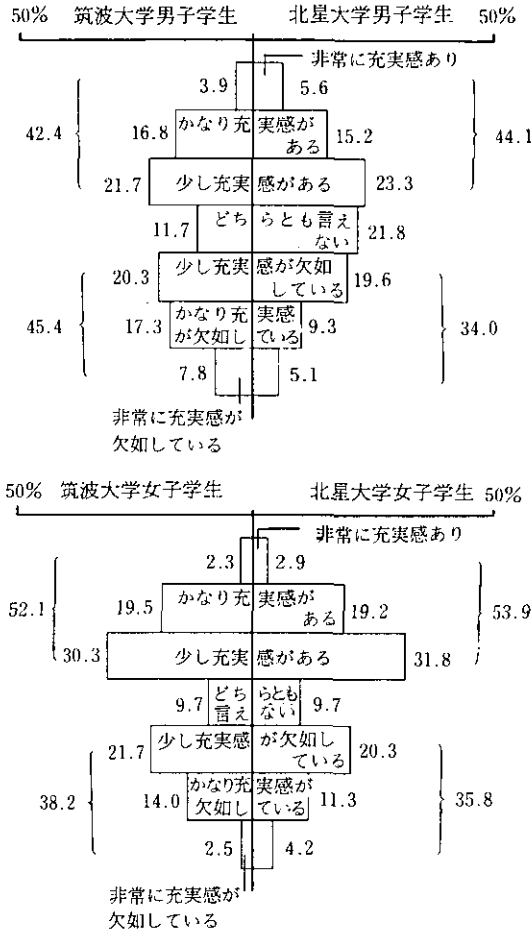 50% 筑波大学男子学生 北星大学男子学生 50%
非常に充実感あり
3.9 5.6
42.4 16.8 かなり充実感がある 15.2 44.1
21.7 少し充実感がある 23.3
11.7 どちらとも言えない 21.8
20.3 少し充実感が欠如している 19.6
45.4 17.3 かなり充実感が欠如している 9.3 34.0
7.8 5.1
非常に充実感が
欠如している
50% 筑波大学女子学生 北星大学女子学生 50%
非常に充実感あり
2.3 2.9
52.1 19.5 かなり充実感がある 19.2 53.9
30.3 少し充実感がある 31.8
9.7 どちらとも言えない 9.7
21.7 少し充実感が欠如している 20.3
38.2 14.0 かなり充実感が欠如している 11.3 35.8
2.5 4.2
非常に充実感が
欠如している